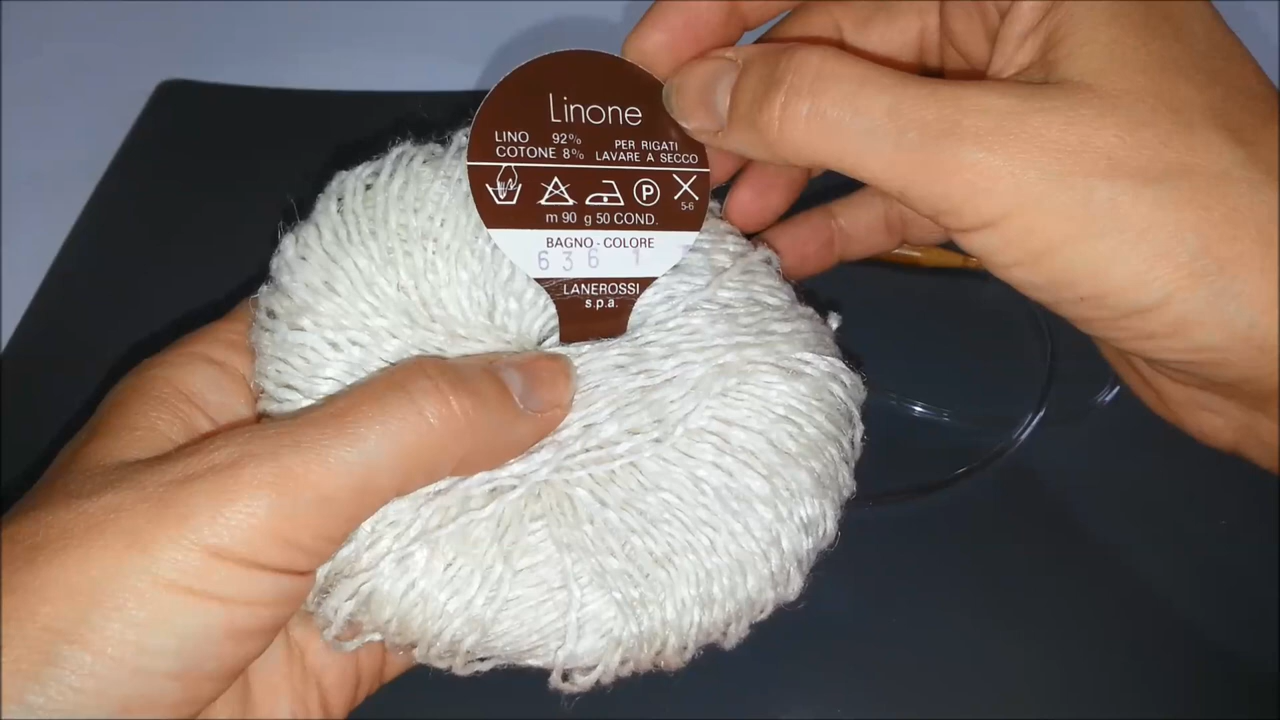 Linone
LINO 92%
COTONE 8%
PER RIGATI
LAVARE A SECCO
P
5-6
m 90 g 50 COND.
BAGNO - COLORE
636 1
LANEROSSI
s.p.a.